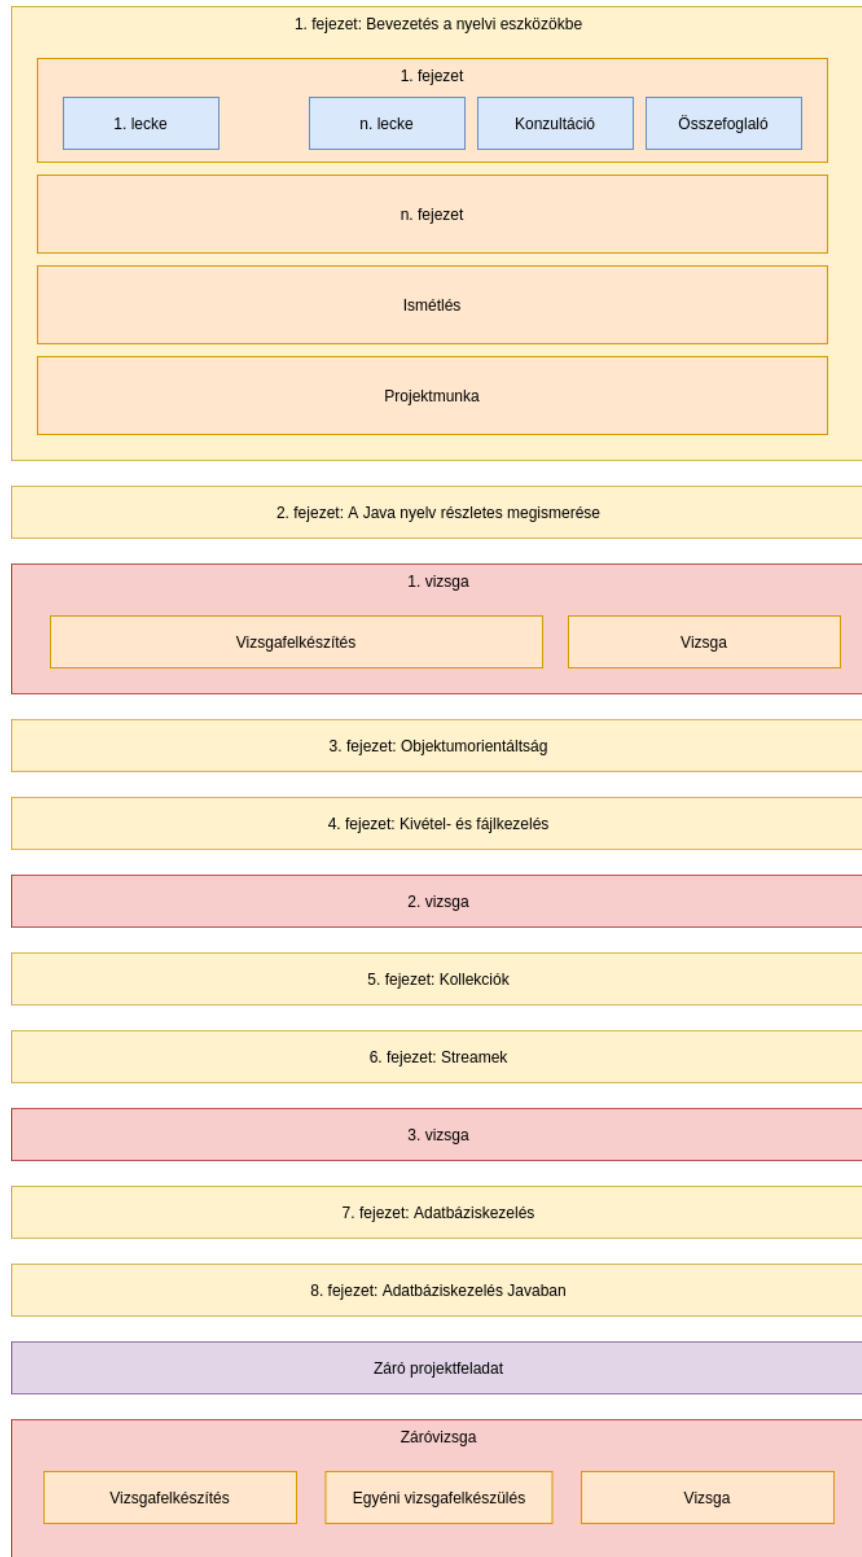 1. fejezet: Bevezetés a nyelvi eszközökbe
1. fejezet
1. lecke
n. lecke
Konzultáció
Összefoglaló
n. fejezet
Ismétlés
Projektmunka
2. fejezet: A Java nyelv részletes megismerése
1. vizsga
Vizsgafelkészítés
Vizsga
3. fejezet: Objektumorientáltság
4. fejezet: Kivétel- és fájlkezelés
2. vizsga
5. fejezet: Kollekciók
6. fejezet: Streamek
3. vizsga
7. fejezet: Adatbáziskezelés
8. fejezet: Adatbáziskezelés Javaban
Záró projektfeladat
Záróvizsga
Vizsgafelkészítés
Egyéni vizsgafelkészülés
Vizsga